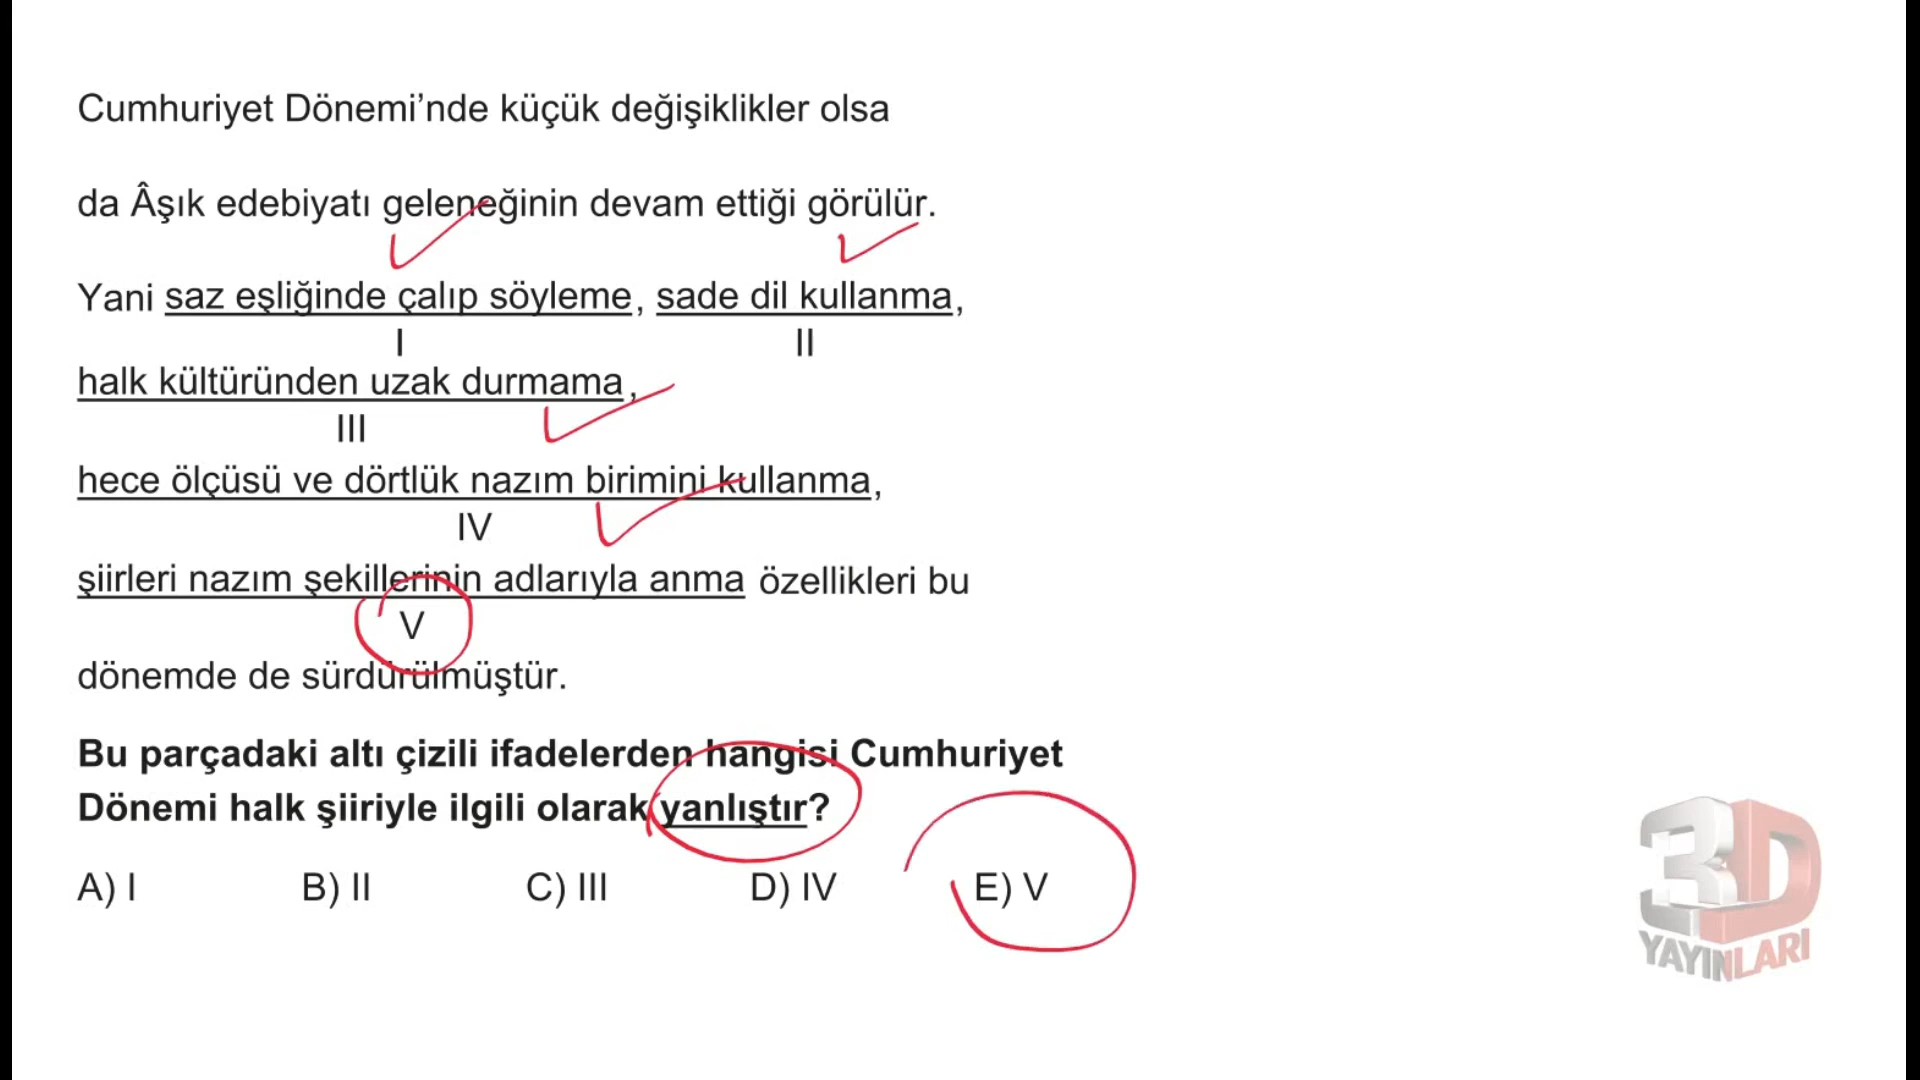 Cumhuriyet Dönemi’nde küçük değişiklikler olsa
da Âşık edebiyatı geleneğinin devam ettiği görülür.
Yani saz eşliğinde çalıp söyleme, sade dil kullanma,
I II
halk kültüründen uzak durmama,
III
hece ölçüsü ve dörtlük nazım birimini kullanma,
IV
şiirleri nazım şekillerinin adlarıyla anma özellikleri bu
V
dönemde de sürdürülmüştür.
Bu parçadaki altı çizili ifadelerden hangisi Cumhuriyet
Dönemi halk şiiriyle ilgili olarak yanlıştır?
A) I B) II C) III D) IV E) V
3D
YAYINLARI